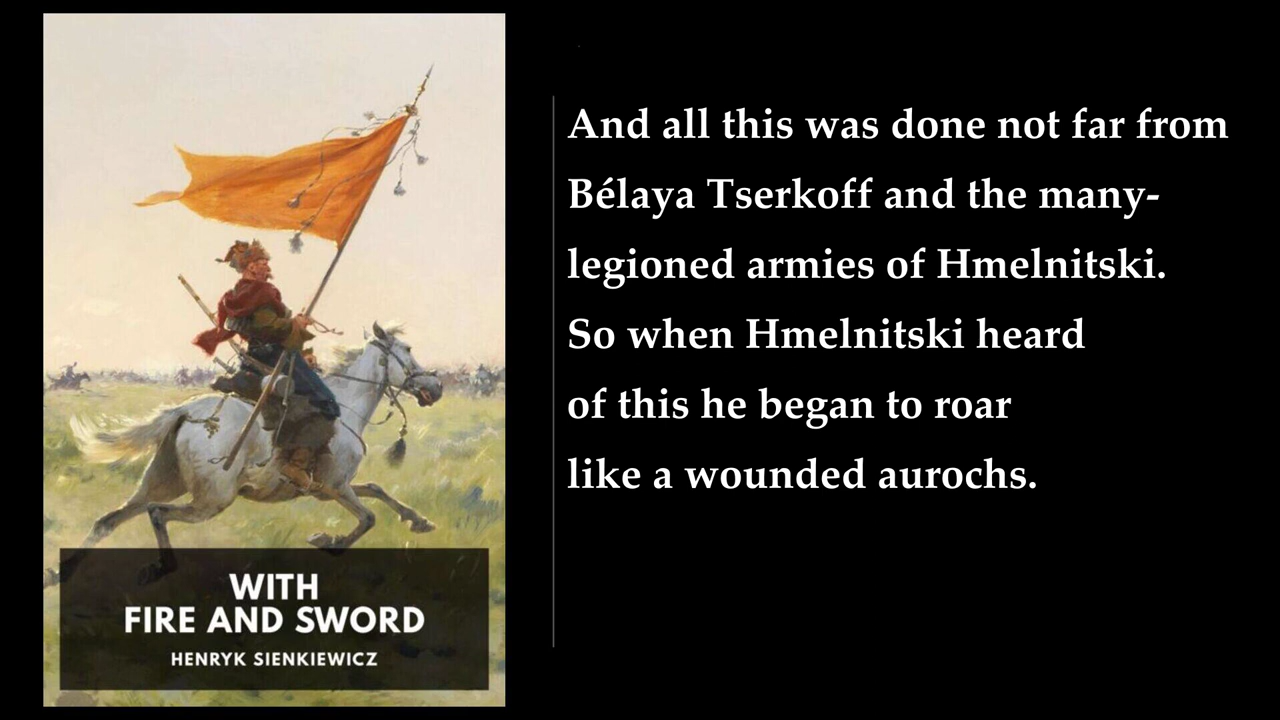 WITH
FIRE AND SWORD
HENRYK SIENKIEWICZ
And all this was done not far from
Bélaya Tserkoff and the many-
legioned armies of Hmelnitski.
So when Hmelnitski heard
of this he began to roar
like a wounded aurochs.